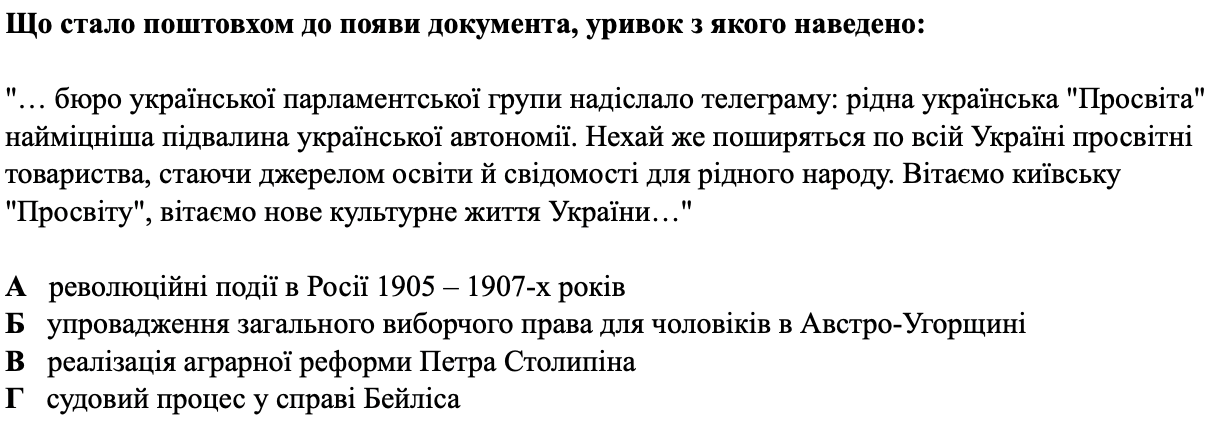 Що стало поштовхом до появи документа, уривок з якого наведено:
"… бюро української парламентської групи надіслало телеграму: рідна українська "Просвіта"
найміцніша підвалина української автономії. Нехай же поширяться по всій Україні просвітні
товариства, стаючи джерелом освіти й свідомості для рідного народу. Вітаємо київську
"Просвіту", вітаємо нове культурне життя України…"
А революційні події в Росії 1905 – 1907-х років
Б упровадження загального виборчого права для чоловіків в Австро-Угорщині
В реалізація аграрної реформи Петра Столипіна
Г судовий процес у справі Бейліса